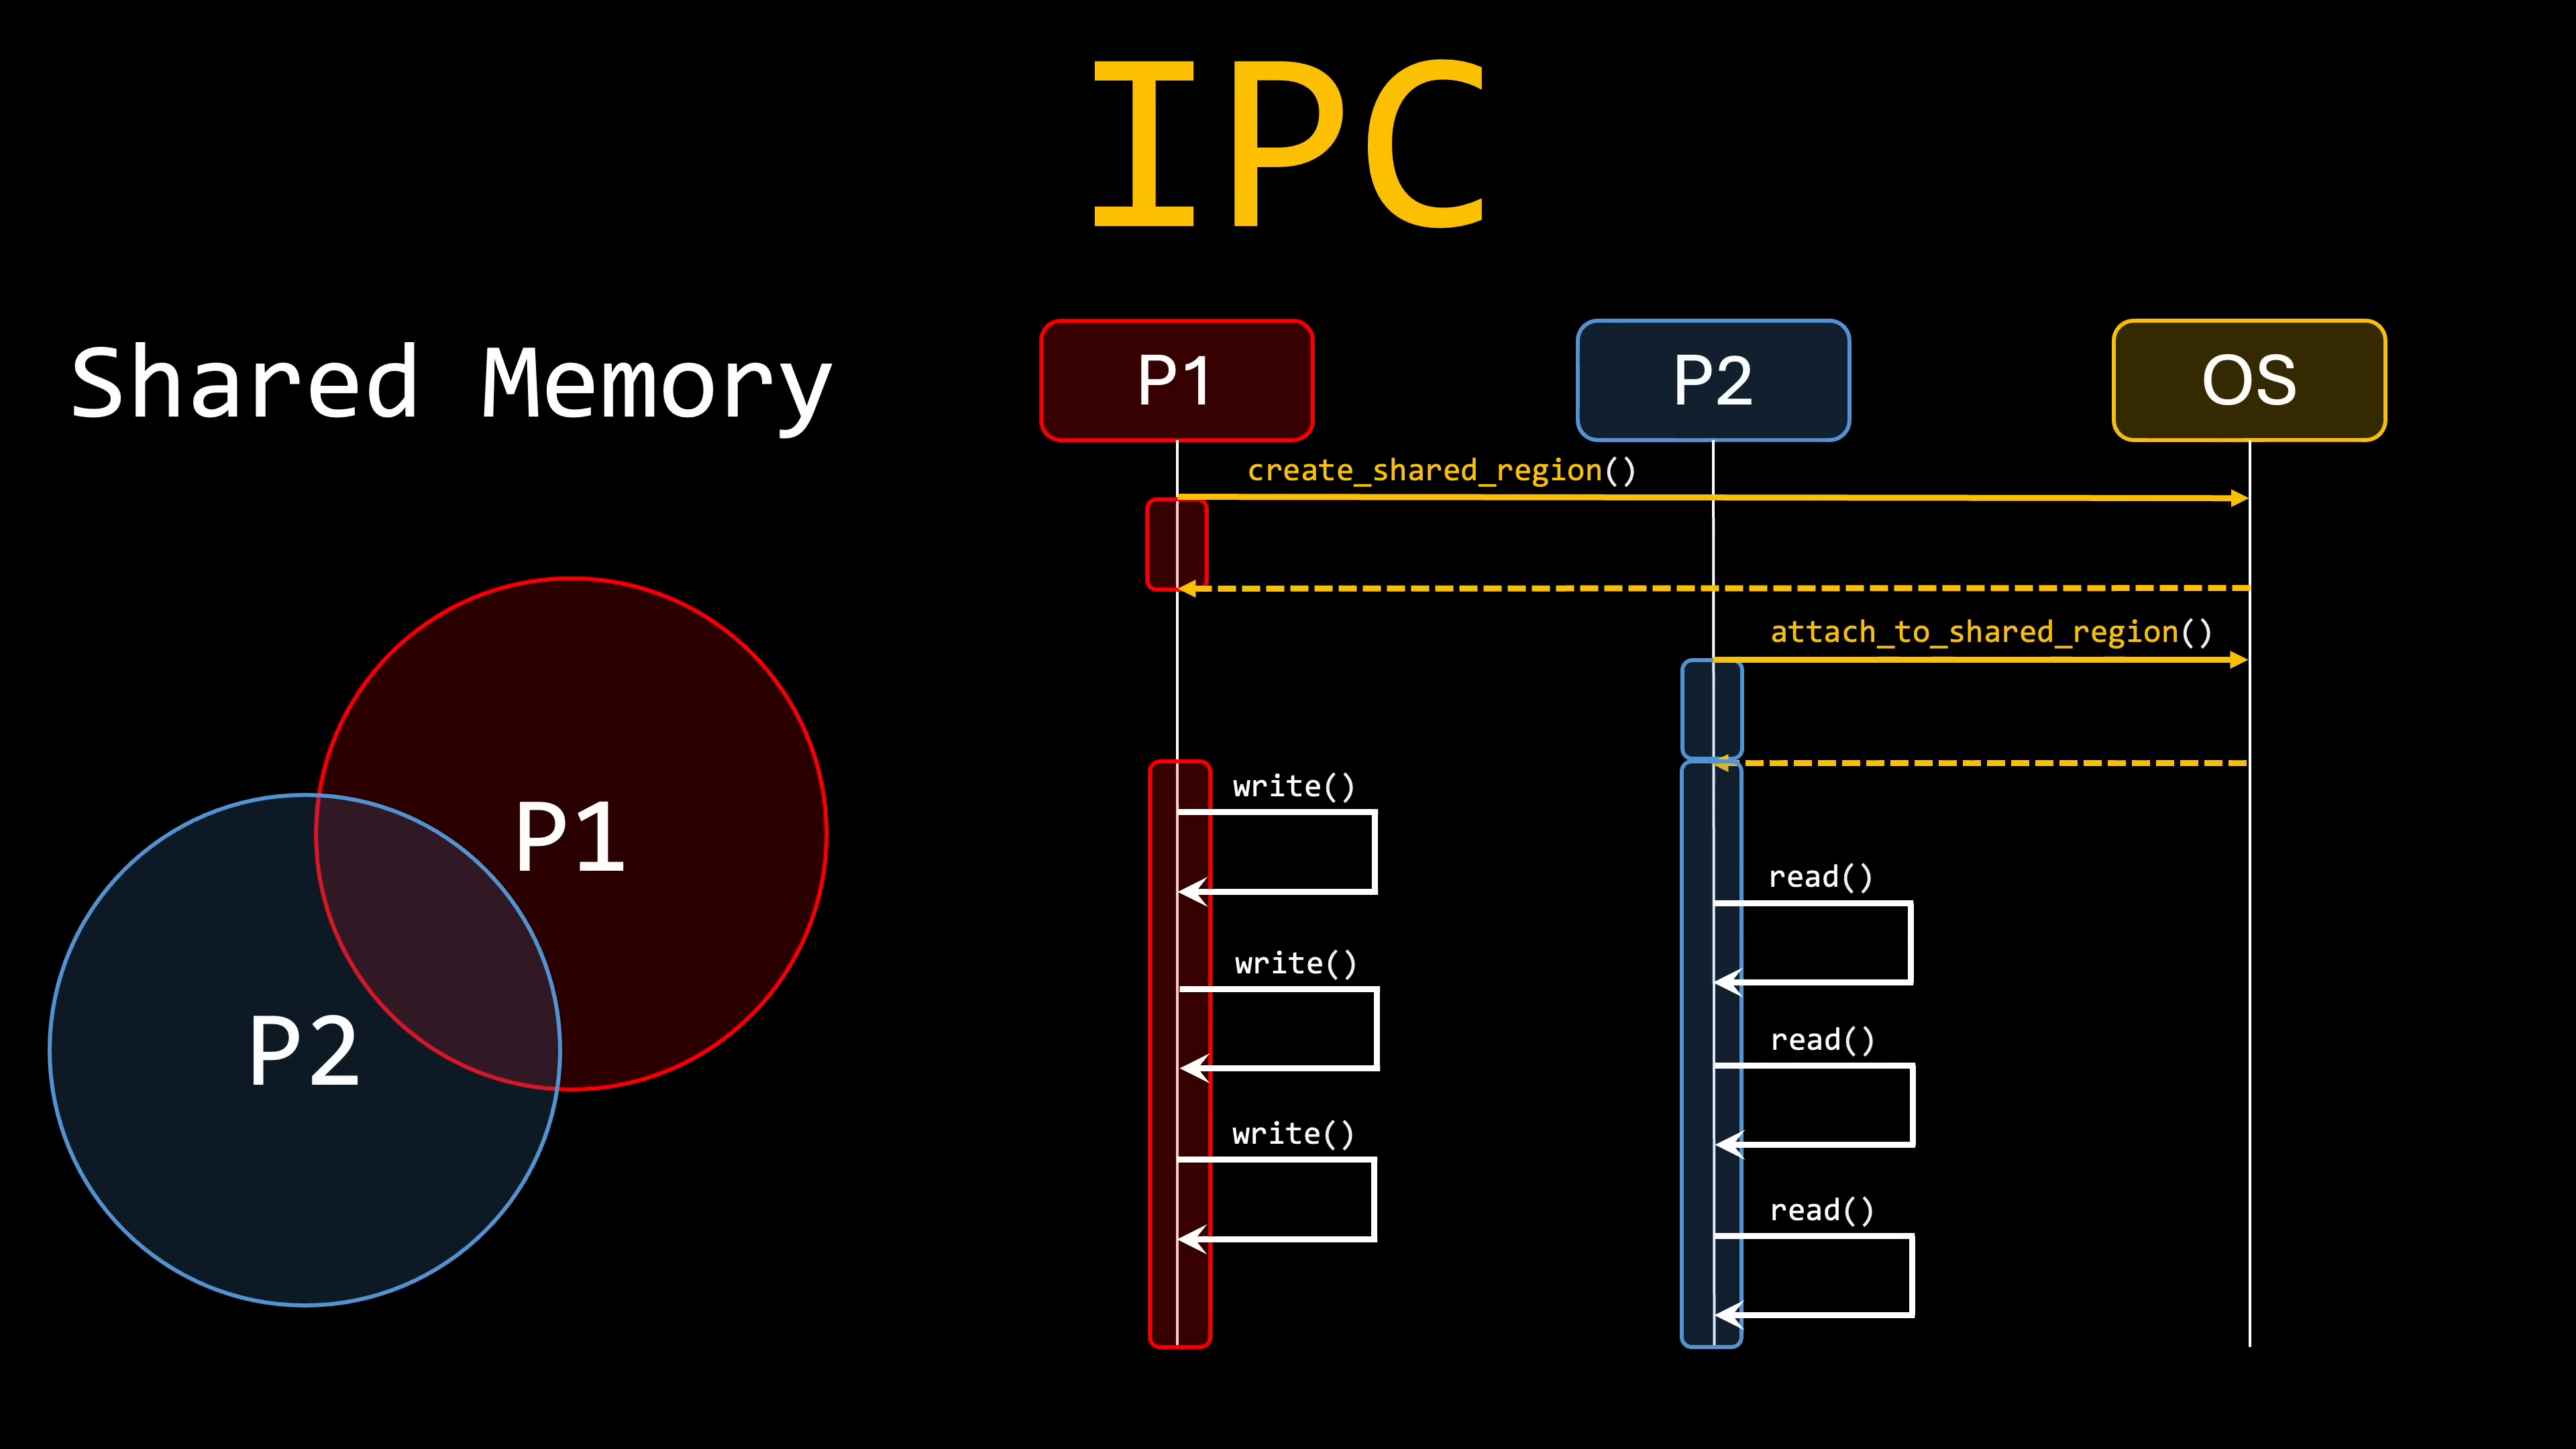 IPC
Shared Memory
P1
P2
P1
P2
OS
create_shared_region()
attach_to_shared_region()
write()
read()
write()
read()
write()
read()